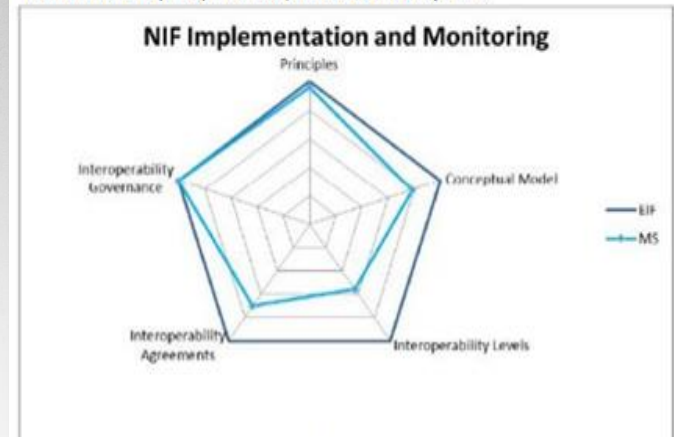 NIF Implementation and Monitoring
Principles
Interoperability
Governance
Conceptual Model
EIF
MS
Interoperability
Agreements
Interoperability Levels